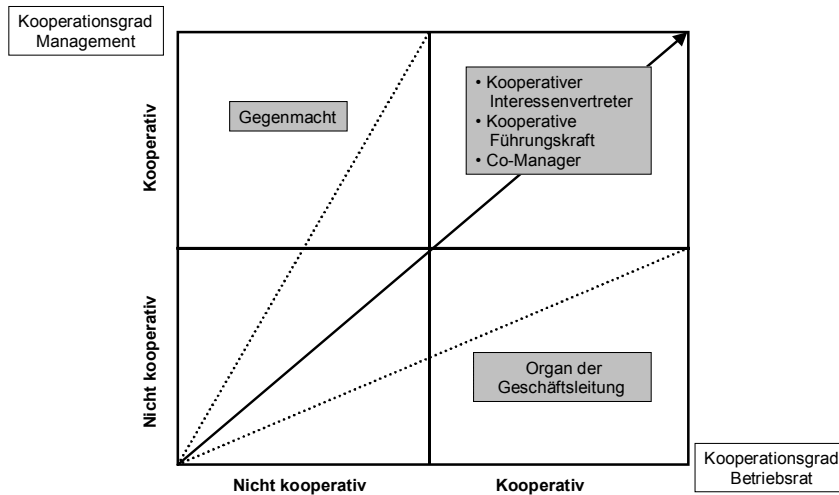 Kooperationsgrad
Management
Kooperativ
Nicht kooperativ
Gegenmacht
• Kooperativer
Interessenvertreter
• Kooperative
Führungskraft
• Co-Manager
Organ der
Geschäftsleitung
Nicht kooperativ
Kooperativ
Kooperationsgrad
Betriebsrat